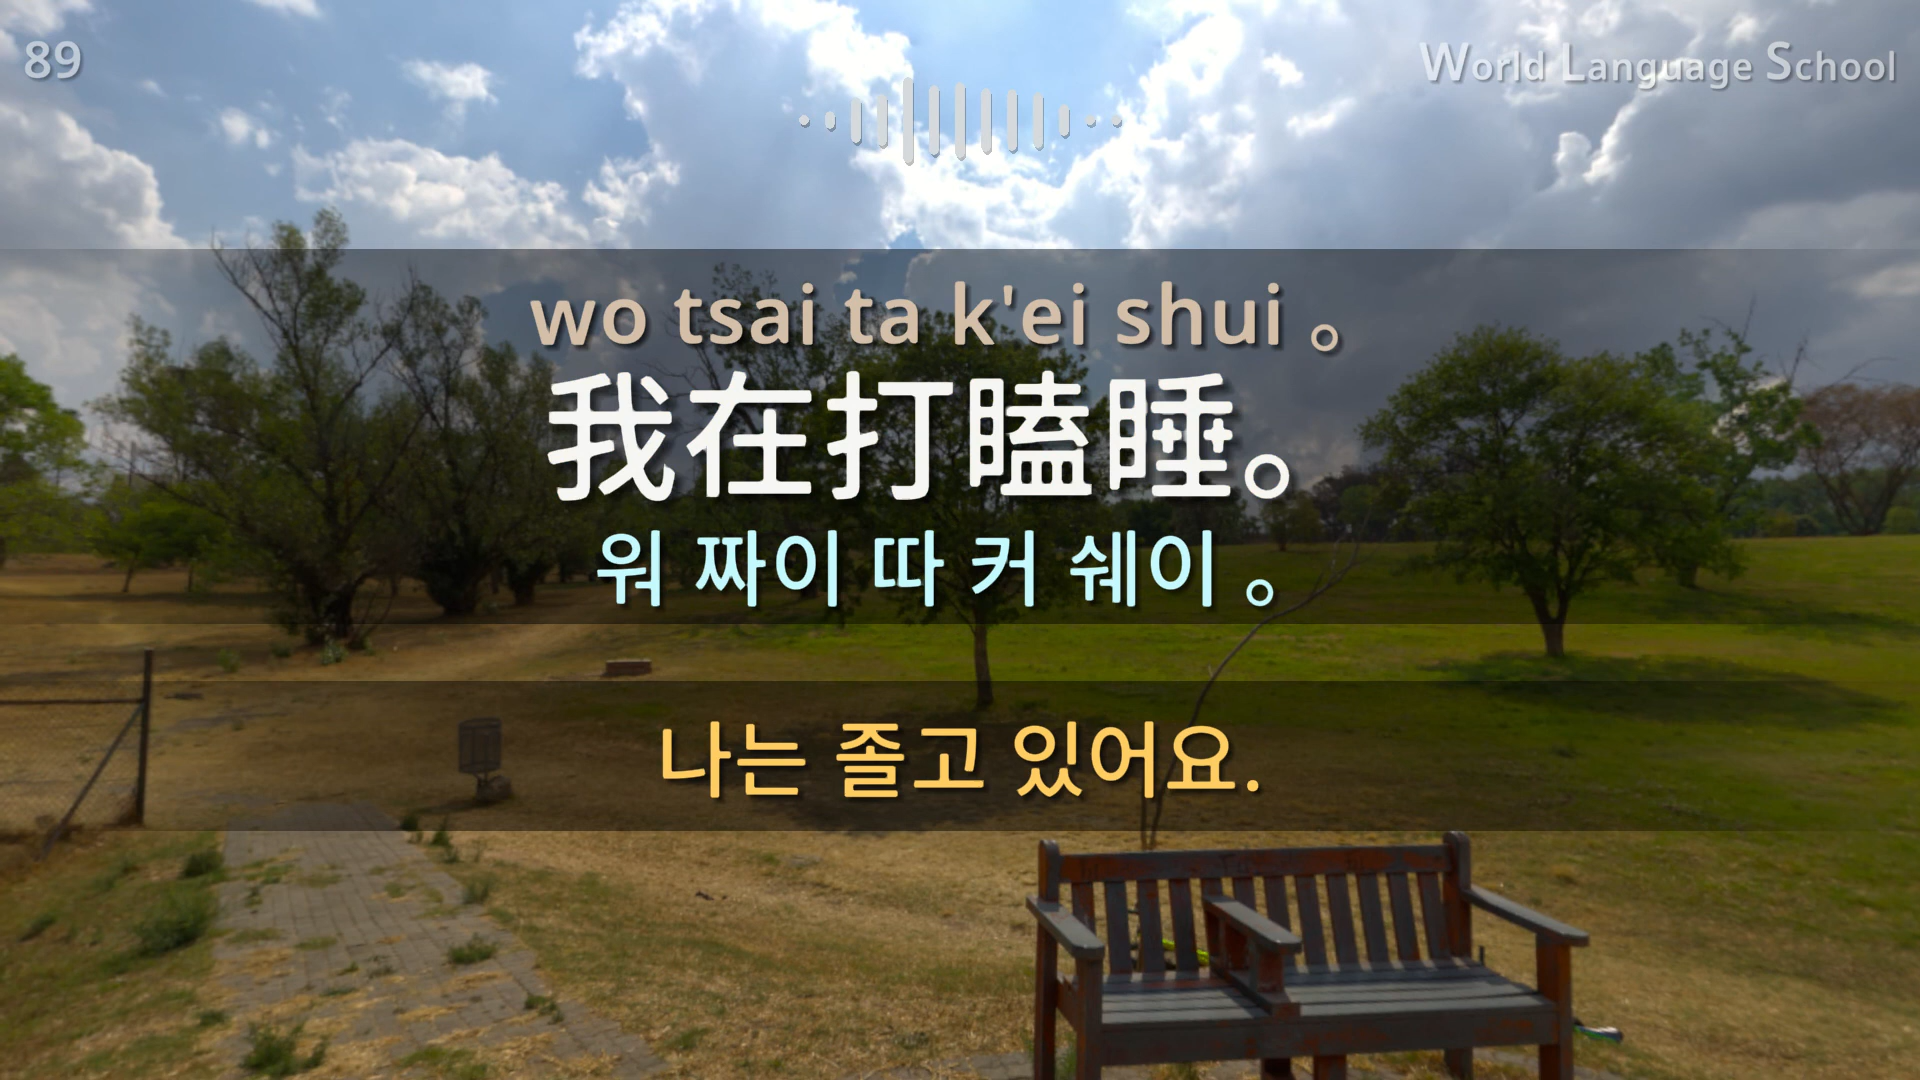 89
World Language School
wo tsai ta k'ei shui 。
我在打瞌睡。
워 짜이 따 커 쉐이 。
나는 졸고 있어요.